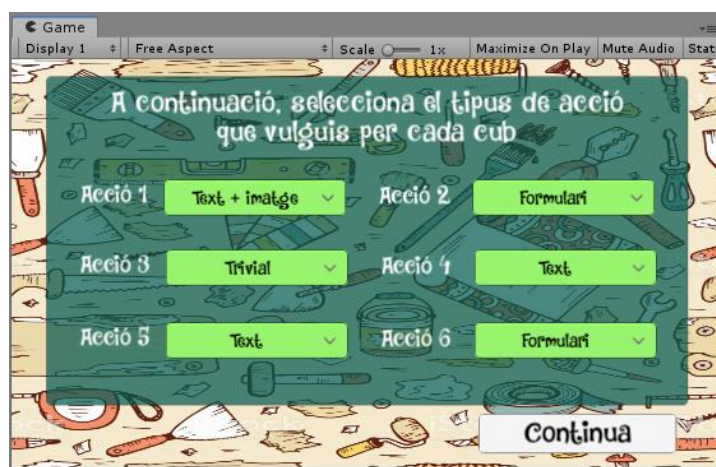 Game
Display 1 Free Aspect Scale 1x Maximize On Play Mute Audio Stat
A continuació, selecciona el tipus de acció
que vulguis per cada cub
Acció 1 Text + imatge Acció 2 Formulari
Acció 3 Trivial Acció 4 Text
Acció 5 Text Acció 6 Formulari
Continua